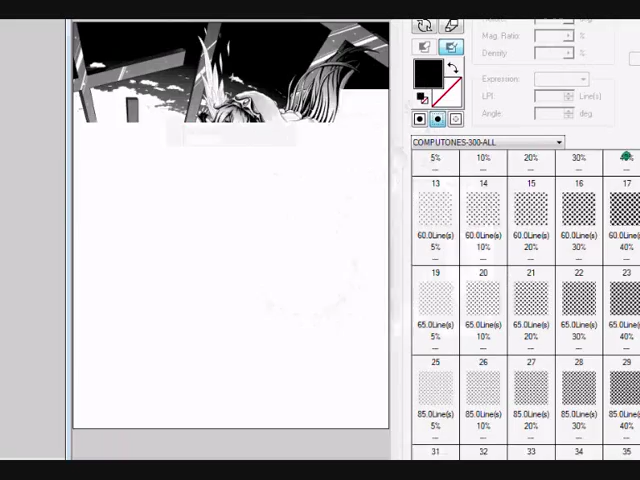 deg
Mag. Ratio: %
Density %
Expression:
LPI: Line(s)
Angle: deg.
COMPUTONES-300-ALL
5% 10% 20% 30%
--- --- --- --- ---
13 14 15 16 17
60.0Line(s) 60.0Line(s) 60.0Line(s) 60.0Line(s) 60.0Line(s)
5% 10% 20% 30% 40%
--- --- --- --- ---
19 20 21 22 23
65.0Line(s) 65.0Line(s) 65.0Line(s) 65.0Line(s) 65.0Line(s)
5% 10% 20% 30% 40%
--- --- --- --- ---
25 26 27 28 29
85.0Line(s) 85.0Line(s) 85.0Line(s) 85.0Line(s) 85.0Line(s)
5% 10% 20% 30% 40%
--- --- --- --- ---
31 32 33 34 35